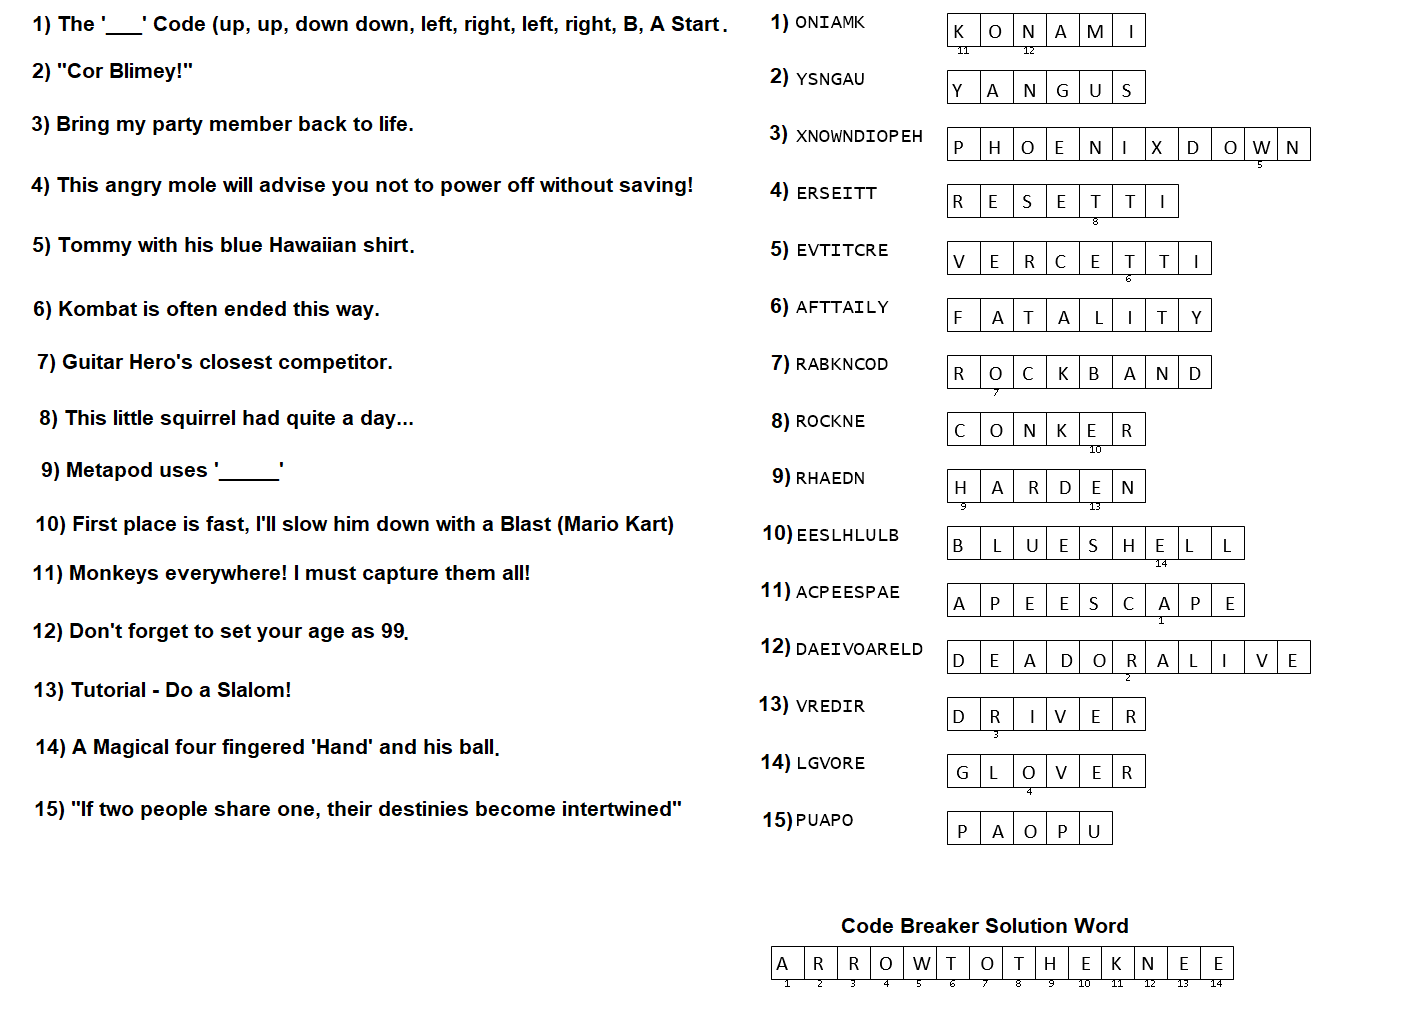 1) The '___' Code (up, up, down down, left, right, left, right, B, A Start.
2) "Cor Blimey!"
3) Bring my party member back to life.
4) This angry mole will advise you not to power off without saving!
5) Tommy with his blue Hawaiian shirt.
6) Kombat is often ended this way.
7) Guitar Hero's closest competitor.
8) This little squirrel had quite a day...
9) Metapod uses '_____'
10) First place is fast, I'll slow him down with a Blast (Mario Kart)
11) Monkeys everywhere! I must capture them all!
12) Don't forget to set your age as 99.
13) Tutorial - Do a Slalom!
14) A Magical four fingered 'Hand' and his ball.
15) "If two people share one, their destinies become intertwined"
1) ONIAMK K O N A M I
11 12
2) YSNGAU Y A N G U S
3) XNOWNDIOPEH P H O E N I X D O W N
5
4) ERSEITT R E S E T T I
8
5) EVTITCRE V E R C E T T I
6
6) AFTTAILY F A T A L I T Y
7) RABKNCOD R O C K B A N D
7
8) ROCKNE C O N K E R
10
9) RHAEDN H A R D E N
9 13
10) EESLHLULB B L U E S H E L L
14
11) ACPEESPAE A P E E S C A P E
1
12) DAEIVOARELD D E A D O R A L I V E
2
13) VREDIR D R I V E R
3
14) LGVORE G L O V E R
4
15) PUAPO P A O P U
Code Breaker Solution Word
A R R O W T O T H E K N E E
1 2 3 4 5 6 7 8 9 10 11 12 13 14